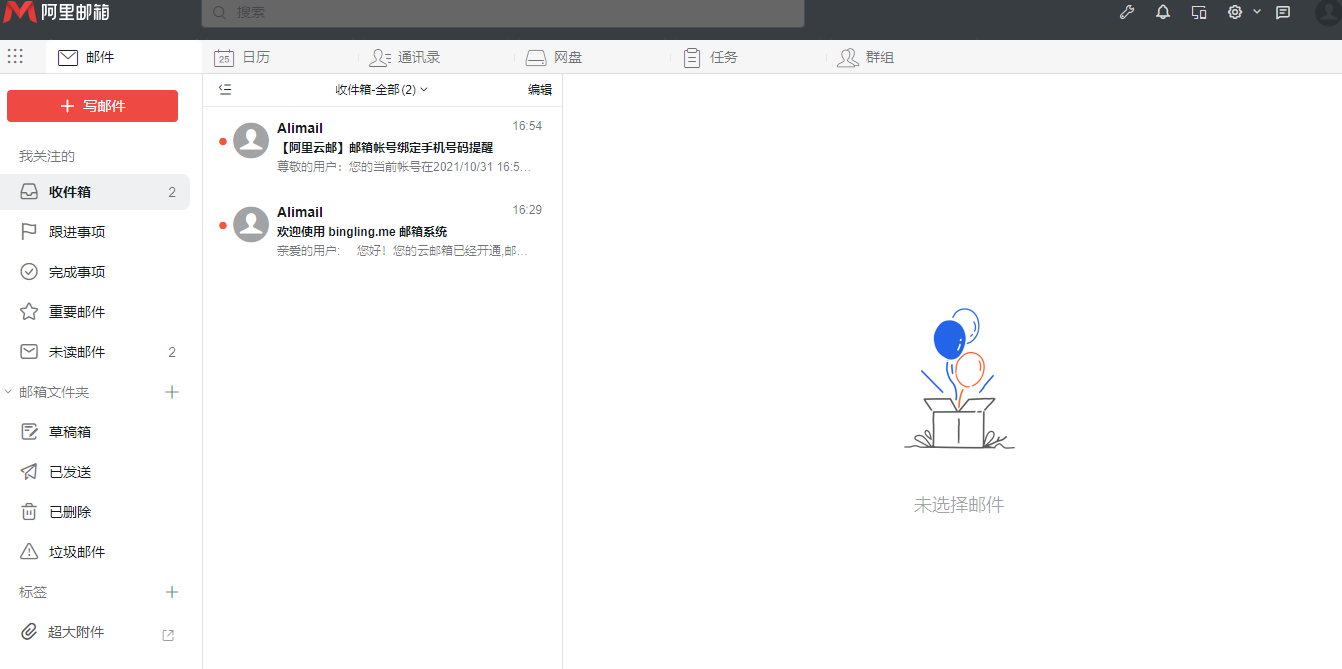 阿里邮箱
搜索
邮件
25 日历
通讯录
网盘
任务
群组
写邮件
我关注的
收件箱 2
跟进事项
完成事项
重要邮件
未读邮件 2
邮箱文件夹
草稿箱
已发送
已删除
垃圾邮件
标签
超大附件
收件箱-全部(2)
编辑
Alimail 16:54
【阿里云邮】邮箱帐号绑定手机号码提醒
尊敬的用户：您的当前帐号在2021/10/31 16:5...
Alimail 16:29
欢迎使用 bingling.me 邮箱系统
亲爱的用户: 您好！您的云邮箱已经开通,邮...
未选择邮件